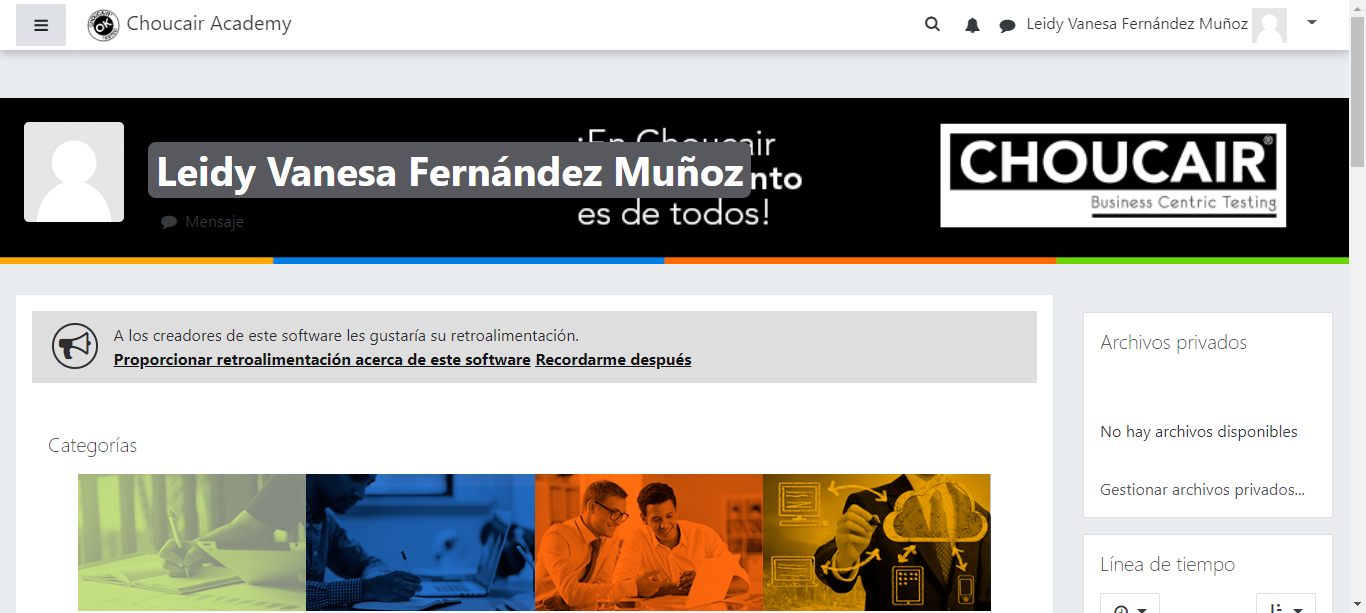 Choucair Academy
Leidy Vanesa Fernández Muñoz
¡En Choucair
Leidy Vanesa Fernández Muñoz
es de todos!
Mensaje
CHOUCAIR®
Business Centric Testing
A los creadores de este software les gustaría su retroalimentación.
Proporcionar retroalimentación acerca de este software Recordarme después
Categorías
Archivos privados
No hay archivos disponibles
Gestionar archivos privados...
Línea de tiempo